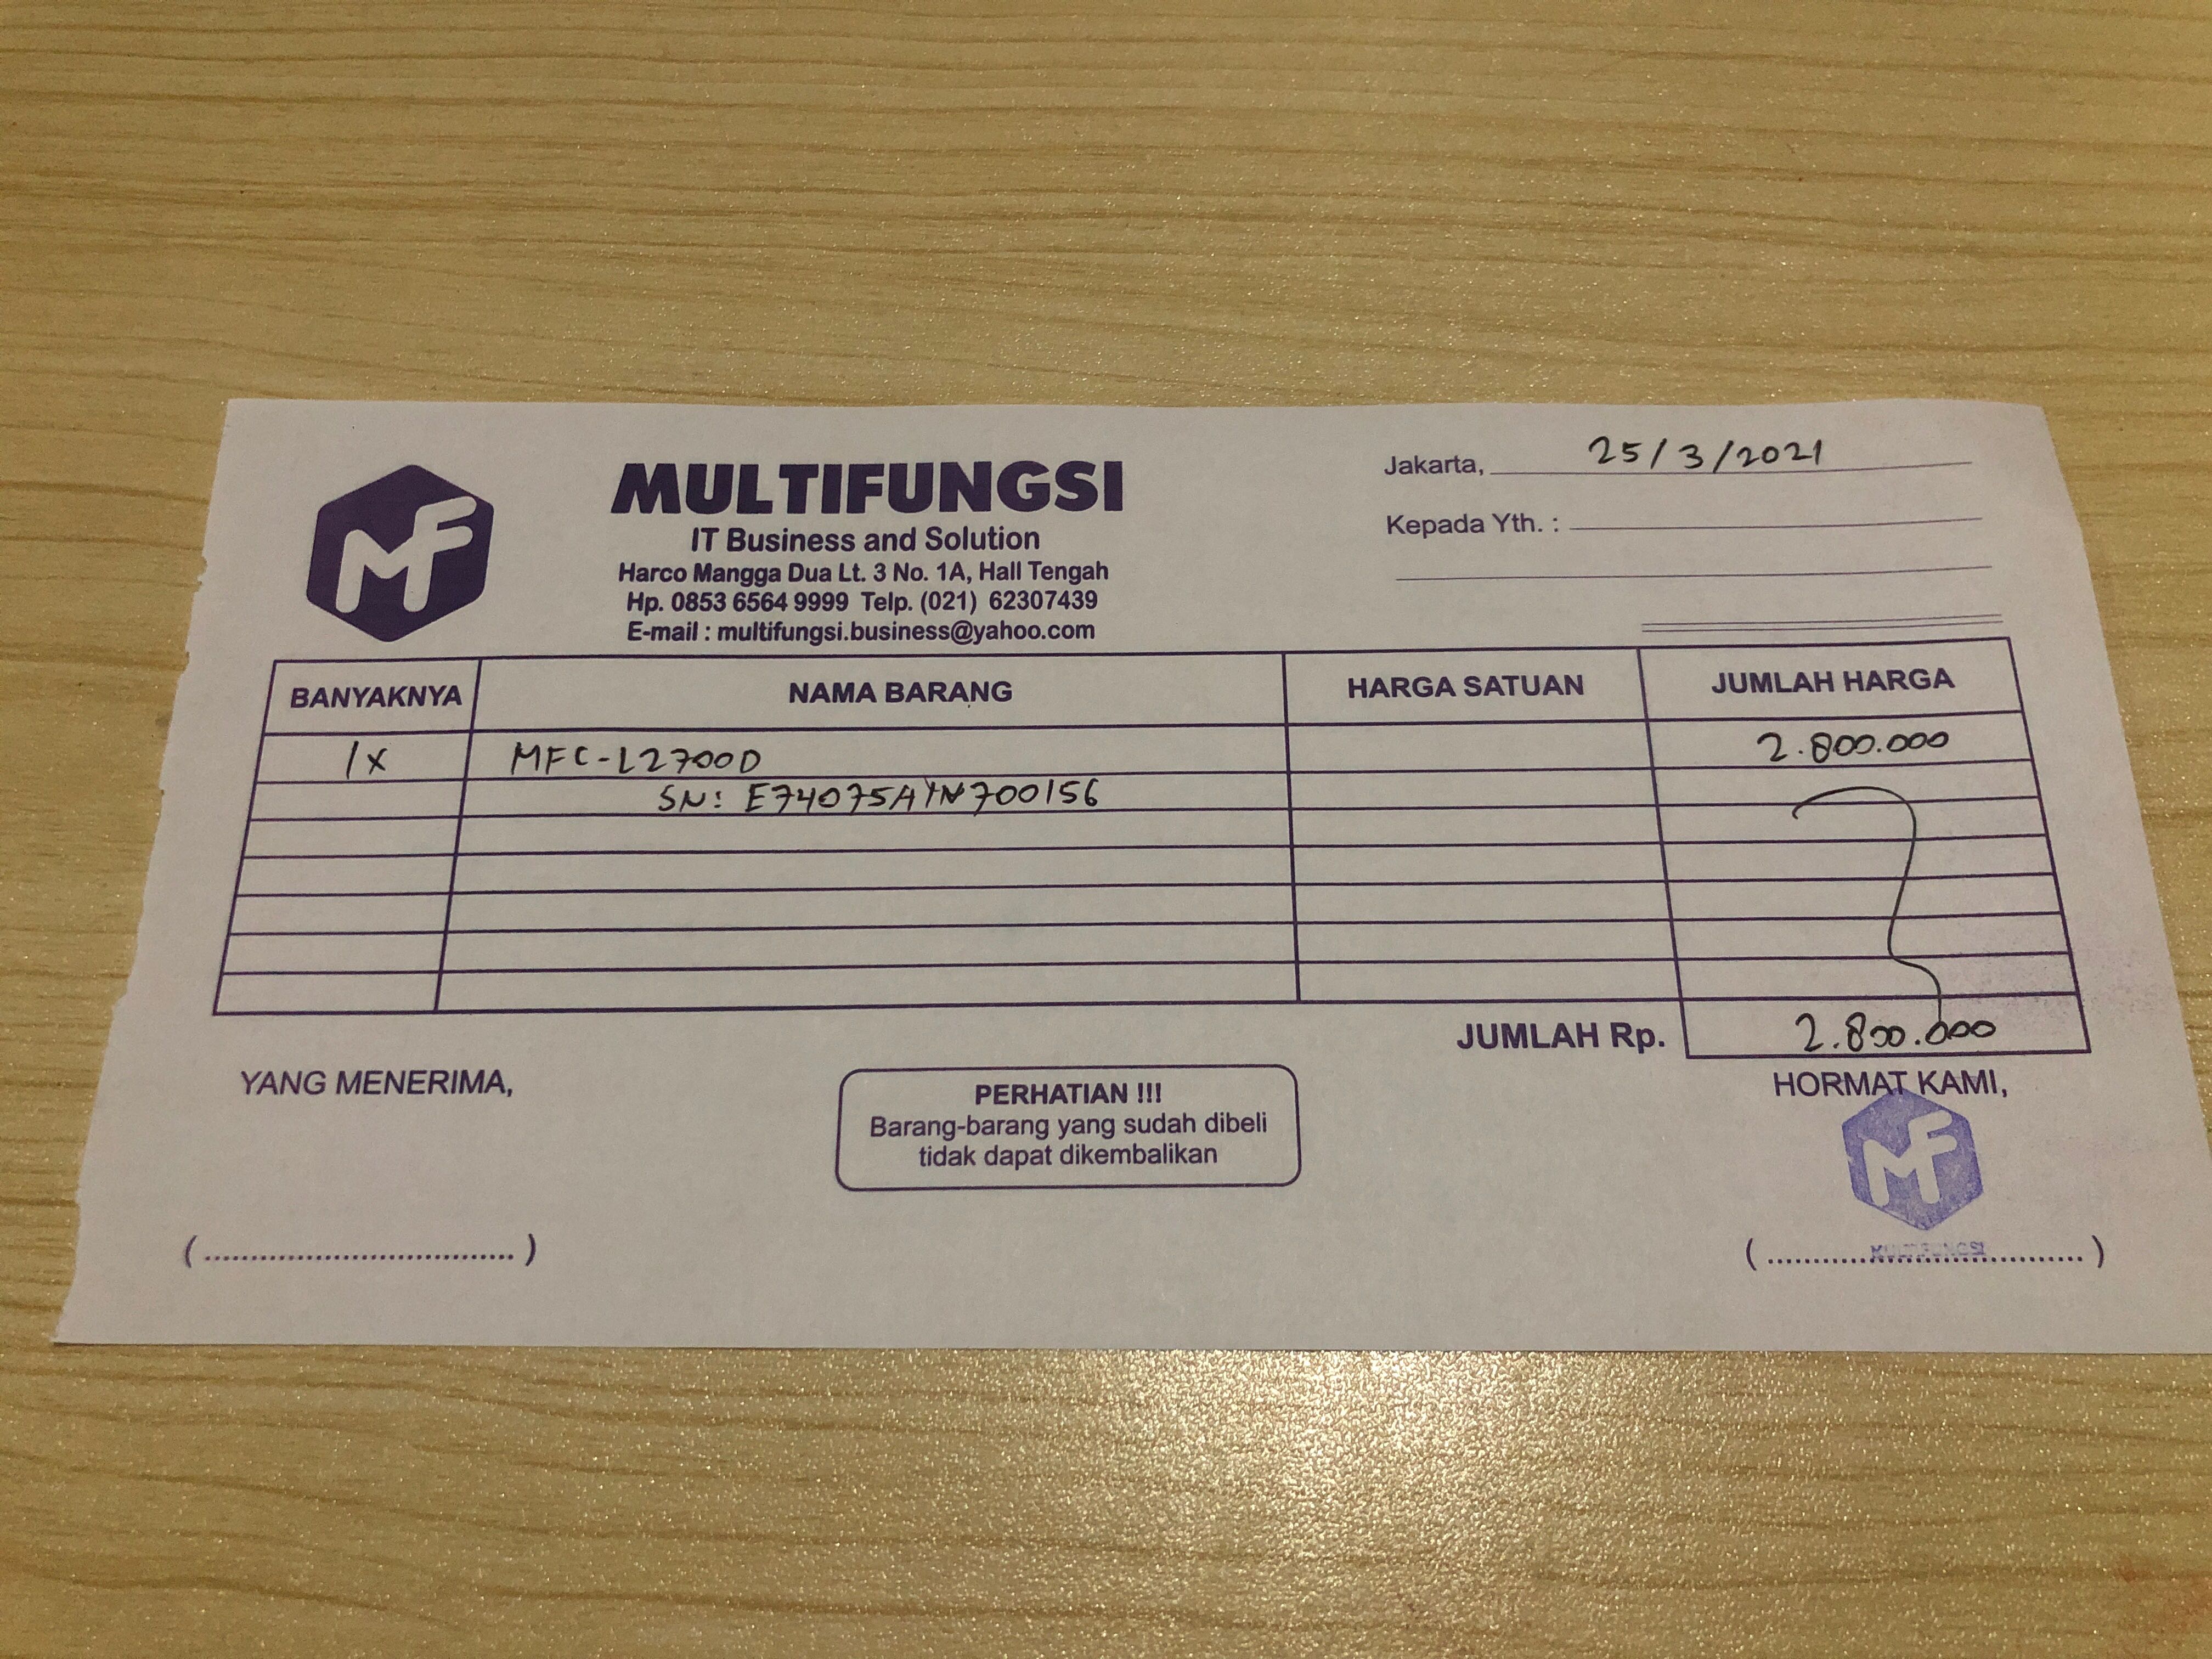 MF
MULTIFUNGSI
IT Business and Solution
Harco Mangga Dua Lt. 3 No. 1A, Hall Tengah
Hp. 0853 6564 9999 Telp. (021) 62307439
E-mail : multifungsi.business@yahoo.com
Jakarta, 25/3/2021
Kepada Yth. :
BANYAKNYA NAMA BARANG HARGA SATUAN JUMLAH HARGA
1x MFC-L2700D 2.800.000
SN: E74075A1N700156
JUMLAH Rp. 2.800.000
YANG MENERIMA,
PERHATIAN !!!
Barang-barang yang sudah dibeli
tidak dapat dikembalikan
HORMAT KAMI,
MF
MULTIFUNGSI
(................................) (................................)